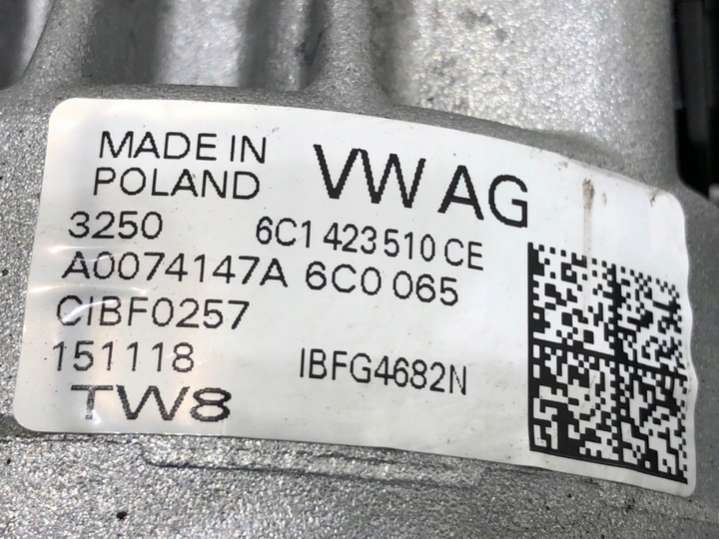 MADE IN
POLAND
VW AG
3250 6C1 423 510 CE
A0074147A 6C0 065
CIBF0257
151118 IBFG4682N
TW8